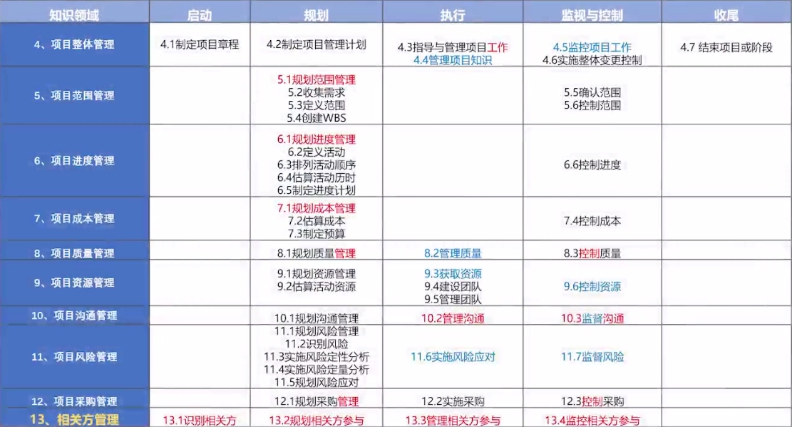 知识领域 启动 规划 执行 监视与控制 收尾
4、项目整体管理 4.1制定项目章程 4.2制定项目管理计划 4.3指导与管理项目工作 4.5监控项目工作 4.7 结束项目或阶段
4.4管理项目知识 4.6实施整体变更控制
5、项目范围管理 5.1规划范围管理 5.5确认范围
5.2收集需求 5.6控制范围
5.3定义范围
5.4创建WBS
6、项目进度管理 6.1规划进度管理 6.6控制进度
6.2定义活动
6.3排列活动顺序
6.4估算活动历时
6.5制定进度计划
7、项目成本管理 7.1规划成本管理 7.4控制成本
7.2估算成本
7.3制定预算
8、项目质量管理 8.1规划质量管理 8.2管理质量 8.3控制质量
9、项目资源管理 9.1规划资源管理 9.3获取资源 9.6控制资源
9.2估算活动资源 9.4建设团队
9.5管理团队
10、项目沟通管理 10.1规划沟通管理 10.2管理沟通 10.3监督沟通
11、项目风险管理 11.1规划风险管理 11.6实施风险应对 11.7监督风险
11.2识别风险
11.3实施风险定性分析
11.4实施风险定量分析
11.5规划风险应对
12、项目采购管理 12.1规划采购管理 12.2实施采购 12.3控制采购
13、相关方管理 13.1识别相关方 13.2规划相关方参与 13.3管理相关方参与 13.4监控相关方参与